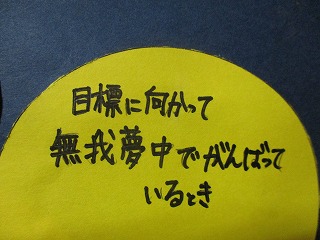 目標に向かって
無我夢中でがんばって
いるとき